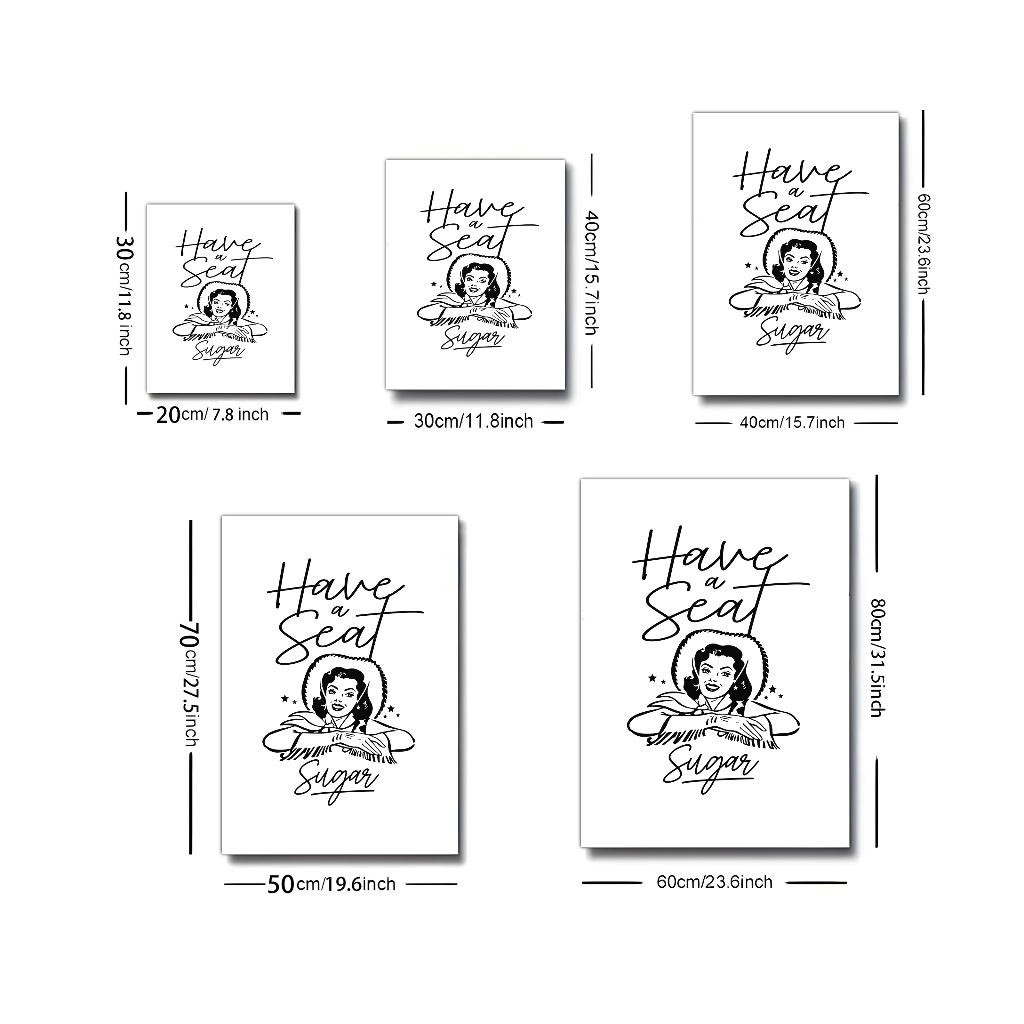 Have
a
Seat
Sugar
30cm/11.8 inch
20cm/ 7.8 inch
Have
a
Seat
Sugar
40cm/15.7inch
30cm/11.8inch
Have
a
Seat
Sugar
60cm/23.6inch
40cm/15.7inch
Have
a
Seat
Sugar
70cm/27.5inch
50cm/19.6inch
Have
a
Seat
Sugar
80cm/31.5inch
60cm/23.6inch